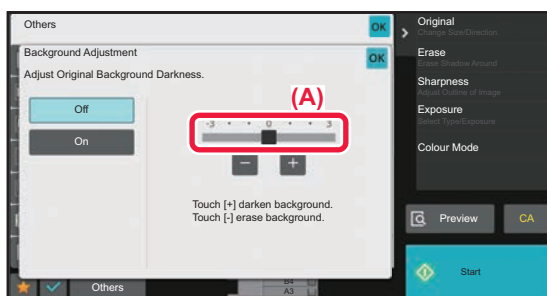 Others
OK
Background Adjustment
OK
Adjust Original Background Darkness.
Off
On
(A)
-3 • • 0 • • 3
−
+
Touch [+] darken background.
Touch [-] erase background.
Original
Change Size/Direction.
Erase
Erase Shadow Around
Sharpness
Adjust Outline of Image
Exposure
Select Type/Exposure
Colour Mode
Preview
CA
Start
Others
B4
A3